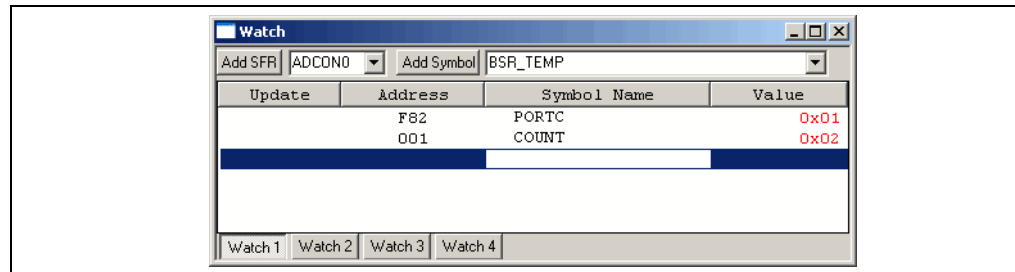 Watch
Add SFR ADCON0 Add Symbol BSR_TEMP
Update Address Symbol Name Value
F82 PORTC 0x01
001 COUNT 0x02
Watch 1 Watch 2 Watch 3 Watch 4